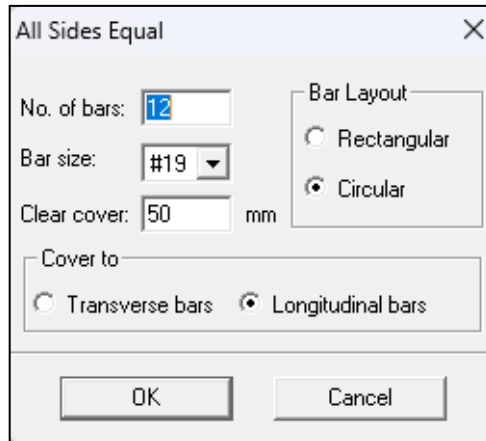 All Sides Equal
No. of bars: 12
Bar size: #19
Clear cover: 50 mm
Bar Layout
Rectangular
Circular
Cover to
Transverse bars Longitudinal bars
OK Cancel